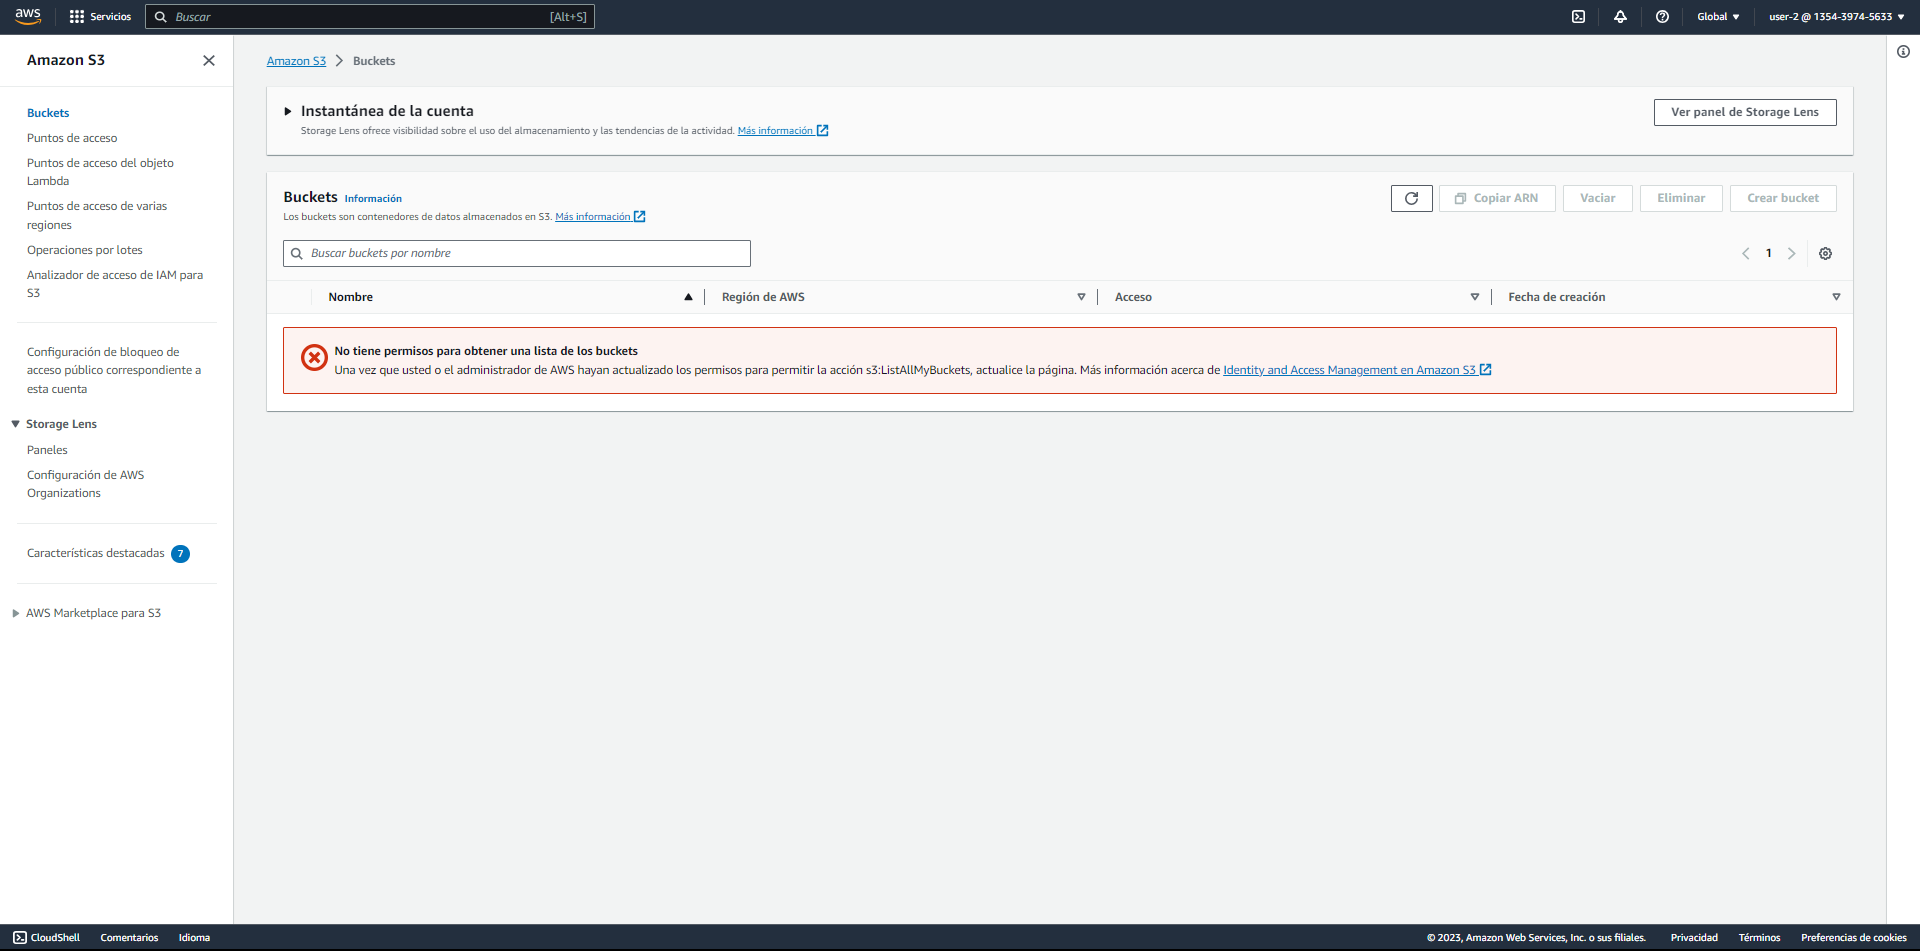 aws
Servicios
Buscar
[Alt+S]
Global
user-2 @ 1354-3974-5633
Amazon S3
Buckets
Puntos de acceso
Puntos de acceso del objeto
Lambda
Puntos de acceso de varias
regiones
Operaciones por lotes
Analizador de acceso de IAM para
S3
Configuración de bloqueo de
acceso público correspondiente a
esta cuenta
Storage Lens
Paneles
Configuración de AWS
Organizations
Características destacadas 7
AWS Marketplace para S3
Amazon S3 > Buckets
Instantánea de la cuenta
Storage Lens ofrece visibilidad sobre el uso del almacenamiento y las tendencias de la actividad. Más información
Ver panel de Storage Lens
Buckets Información
Los buckets son contenedores de datos almacenados en S3. Más información
Copiar ARN
Vaciar
Eliminar
Crear bucket
Buscar buckets por nombre
1
Nombre
Región de AWS
Acceso
Fecha de creación
No tiene permisos para obtener una lista de los buckets
Una vez que usted o el administrador de AWS hayan actualizado los permisos para permitir la acción s3:ListAllMyBuckets, actualice la página. Más información acerca de Identity and Access Management en Amazon S3
CloudShell
Comentarios
Idioma
© 2023, Amazon Web Services, Inc. o sus filiales.
Privacidad
Términos
Preferencias de cookies